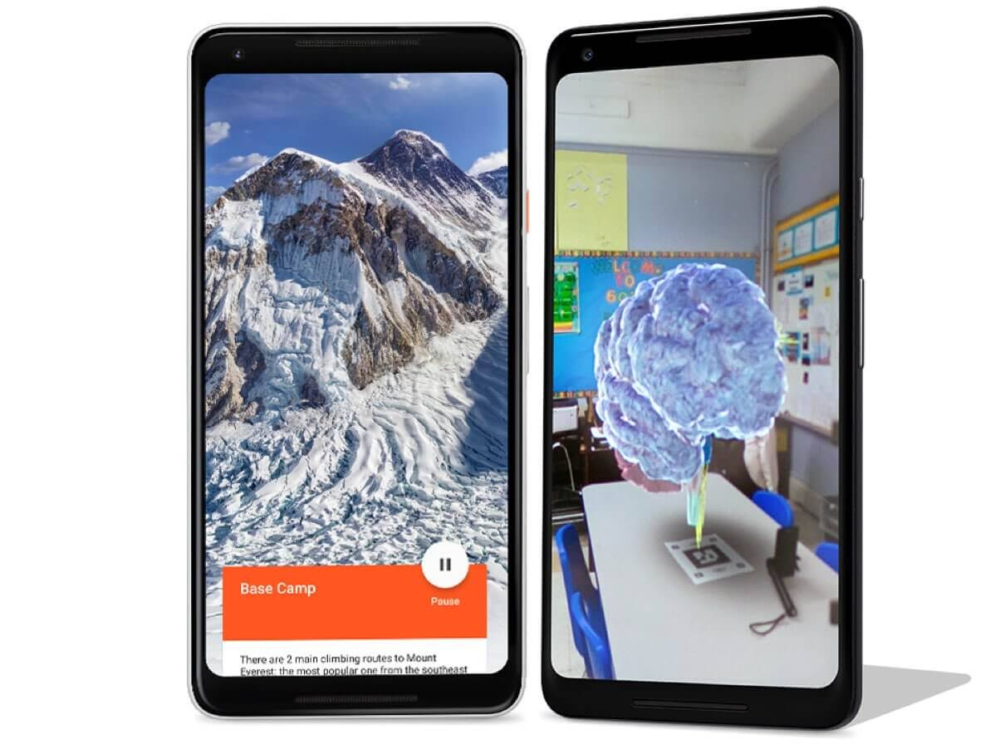 Base Camp
Pause
There are 2 main climbing routes to Mount
Everest: the most popular one from the southeast